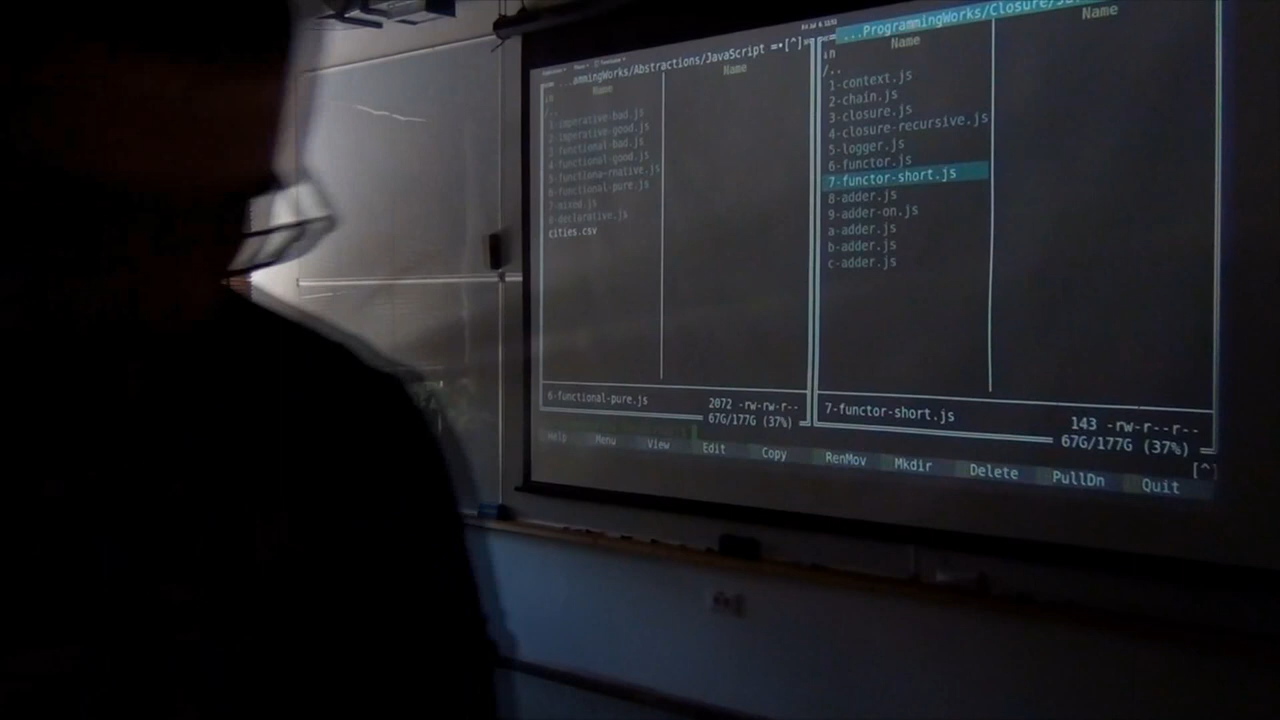 ...ammingWorks/Abstractions/JavaScript
Name
Name
/..
1-imperative-bad.js
2-imperative-good.js
3-functional-bad.js
4-functional-good.js
6-functional-pure.js
7-mixed.js
8-declarative.js
cities.csv
6-functional-pure.js
2072 -rw-rw-r--
67G/177G (37%)
...ProgrammingWorks/Closure/
Name
Name
/..
1-context.js
2-chain.js
3-closure.js
4-closure-recursive.js
5-logger.js
6-functor.js
7-functor-short.js
8-adder.js
9-adder-on.js
a-adder.js
b-adder.js
c-adder.js
7-functor-short.js
143 -rw-r--r--
67G/177G (37%)
[^]
Help Menu View Edit Copy RenMov Mkdir Delete PullDn Quit